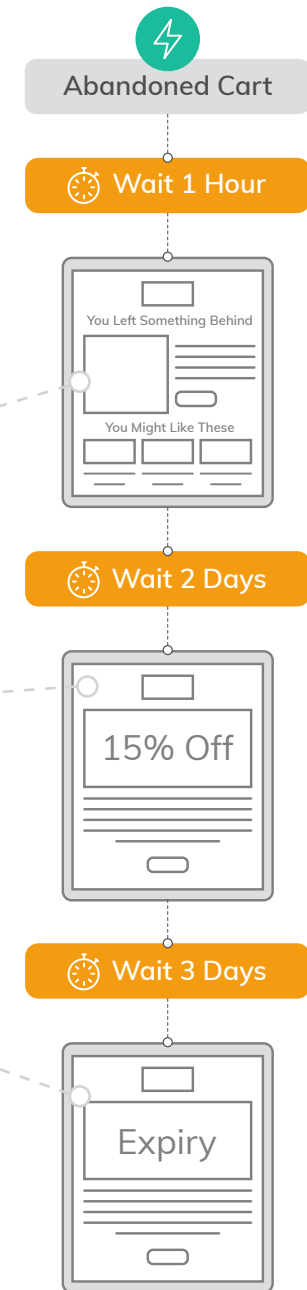 Abandoned Cart
Wait 1 Hour
You Left Something Behind
You Might Like These
Wait 2 Days
15% Off
Wait 3 Days
Expiry